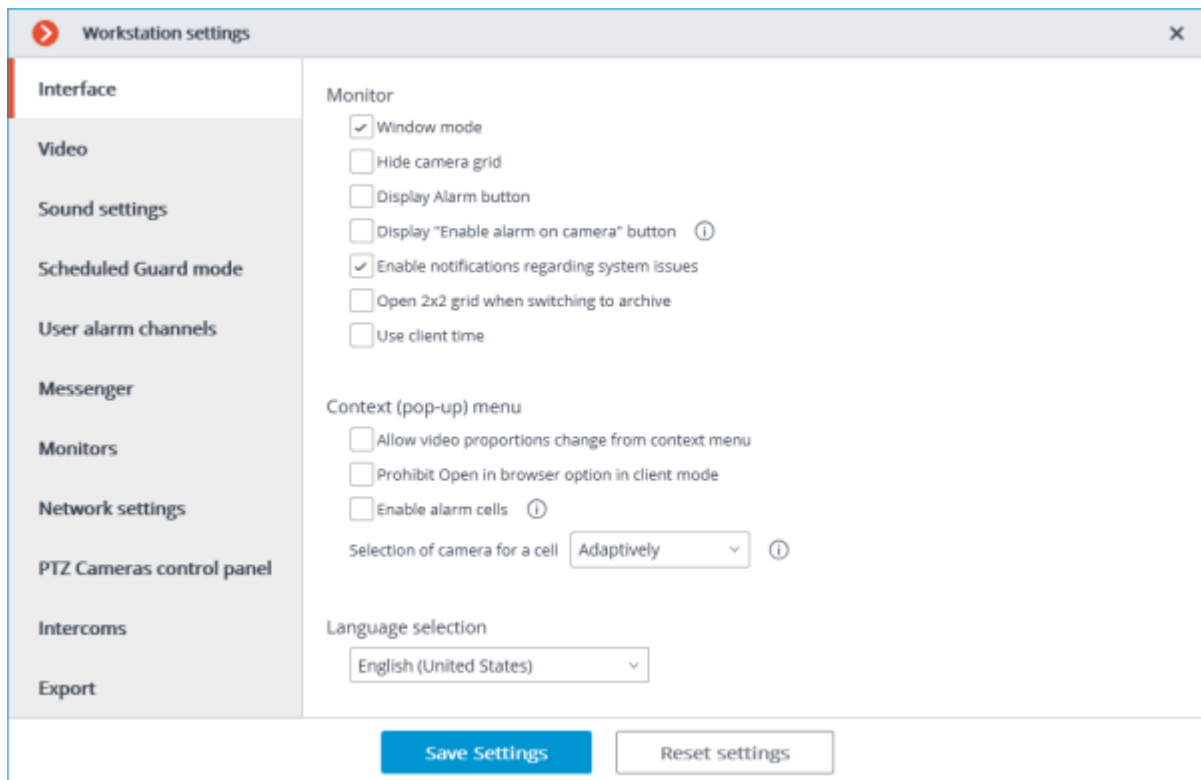 Workstation settings
Interface
Video
Sound settings
Scheduled Guard mode
User alarm channels
Messenger
Monitors
Network settings
PTZ Cameras control panel
Intercoms
Export
Monitor
Window mode
Hide camera grid
Display Alarm button
Display "Enable alarm on camera" button
Enable notifications regarding system issues
Open 2x2 grid when switching to archive
Use client time
Context (pop-up) menu
Allow video proportions change from context menu
Prohibit Open in browser option in client mode
Enable alarm cells
Selection of camera for a cell Adaptively
Language selection
English (United States)
Save Settings Reset settings